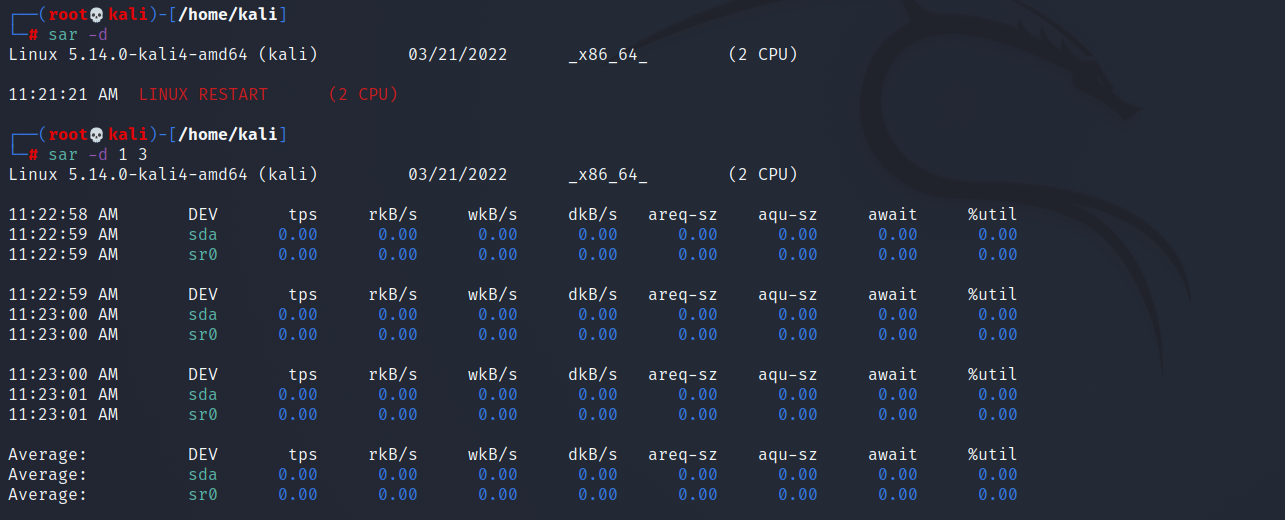 ┌──(root💀kali)-[/home/kali]
└─# sar -d
Linux 5.14.0-kali4-amd64 (kali)         03/21/2022      _x86_64_        (2 CPU)

11:21:21 AM  LINUX RESTART      (2 CPU)

┌──(root💀kali)-[/home/kali]
└─# sar -d 1 3
Linux 5.14.0-kali4-amd64 (kali)         03/21/2022      _x86_64_        (2 CPU)

11:22:58 AM       DEV       tps     rkB/s     wkB/s     dkB/s   areq-sz    aqu-sz     await     %util
11:22:59 AM       sda      0.00      0.00      0.00      0.00      0.00      0.00      0.00      0.00
11:22:59 AM       sr0      0.00      0.00      0.00      0.00      0.00      0.00      0.00      0.00

11:22:59 AM       DEV       tps     rkB/s     wkB/s     dkB/s   areq-sz    aqu-sz     await     %util
11:23:00 AM       sda      0.00      0.00      0.00      0.00      0.00      0.00      0.00      0.00
11:23:00 AM       sr0      0.00      0.00      0.00      0.00      0.00      0.00      0.00      0.00

11:23:00 AM       DEV       tps     rkB/s     wkB/s     dkB/s   areq-sz    aqu-sz     await     %util
11:23:01 AM       sda      0.00      0.00      0.00      0.00      0.00      0.00      0.00      0.00
11:23:01 AM       sr0      0.00      0.00      0.00      0.00      0.00      0.00      0.00      0.00

Average:          DEV       tps     rkB/s     wkB/s     dkB/s   areq-sz    aqu-sz     await     %util
Average:          sda      0.00      0.00      0.00      0.00      0.00      0.00      0.00      0.00
Average:          sr0      0.00      0.00      0.00      0.00      0.00      0.00      0.00      0.00